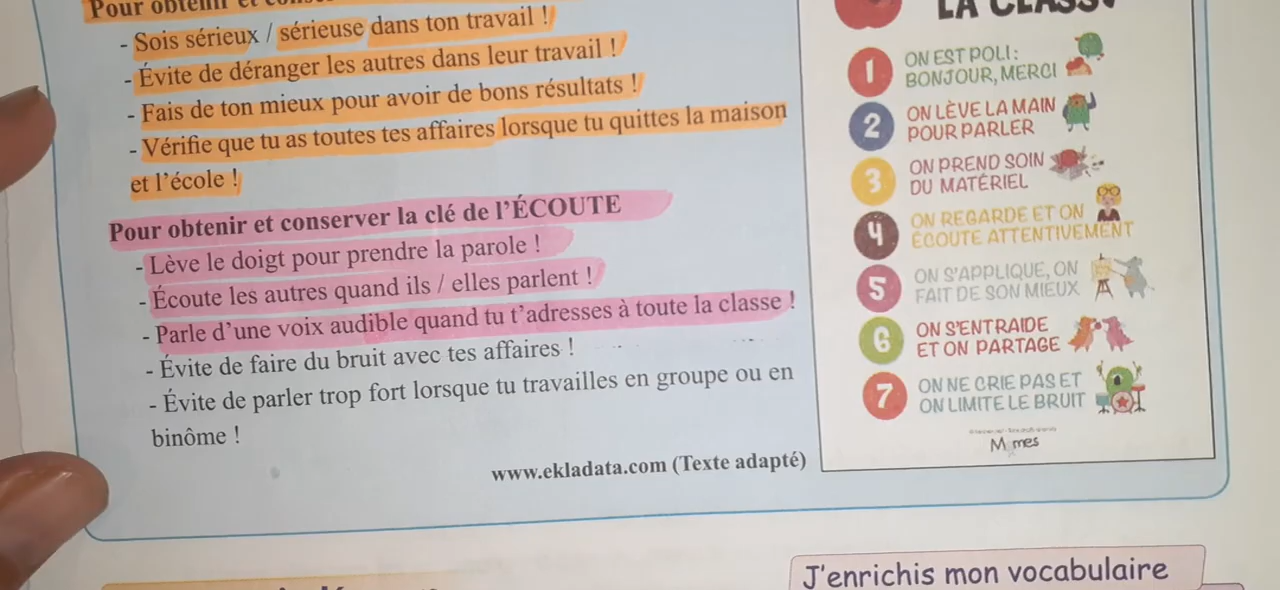 Pour obtenir et
- Sois sérieux / sérieuse dans ton travail !
- Évite de déranger les autres dans leur travail !
- Fais de ton mieux pour avoir de bons résultats !
- Vérifie que tu as toutes tes affaires lorsque tu quittes la maison
et l'école !
Pour obtenir et conserver la clé de l'ÉCOUTE
- Lève le doigt pour prendre la parole !
- Écoute les autres quand ils / elles parlent !
- Parle d'une voix audible quand tu t'adresses à toute la classe !
- Évite de faire du bruit avec tes affaires !
- Évite de parler trop fort lorsque tu travailles en groupe ou en
binôme !
www.ekladata.com (Texte adapté)
LA CLASSE
1 ON EST POLI :
BONJOUR, MERCI
2 ON LÈVE LA MAIN
POUR PARLER
3 ON PREND SOIN
DU MATÉRIEL
4 ON REGARDE ET ON
ÉCOUTE ATTENTIVEMENT
5 ON S'APPLIQUE, ON
FAIT DE SON MIEUX
6 ON S'ENTRAIDE
ET ON PARTAGE
7 ON NE CRIE PAS ET
ON LIMITE LE BRUIT
J'enrichis mon vocabulaire